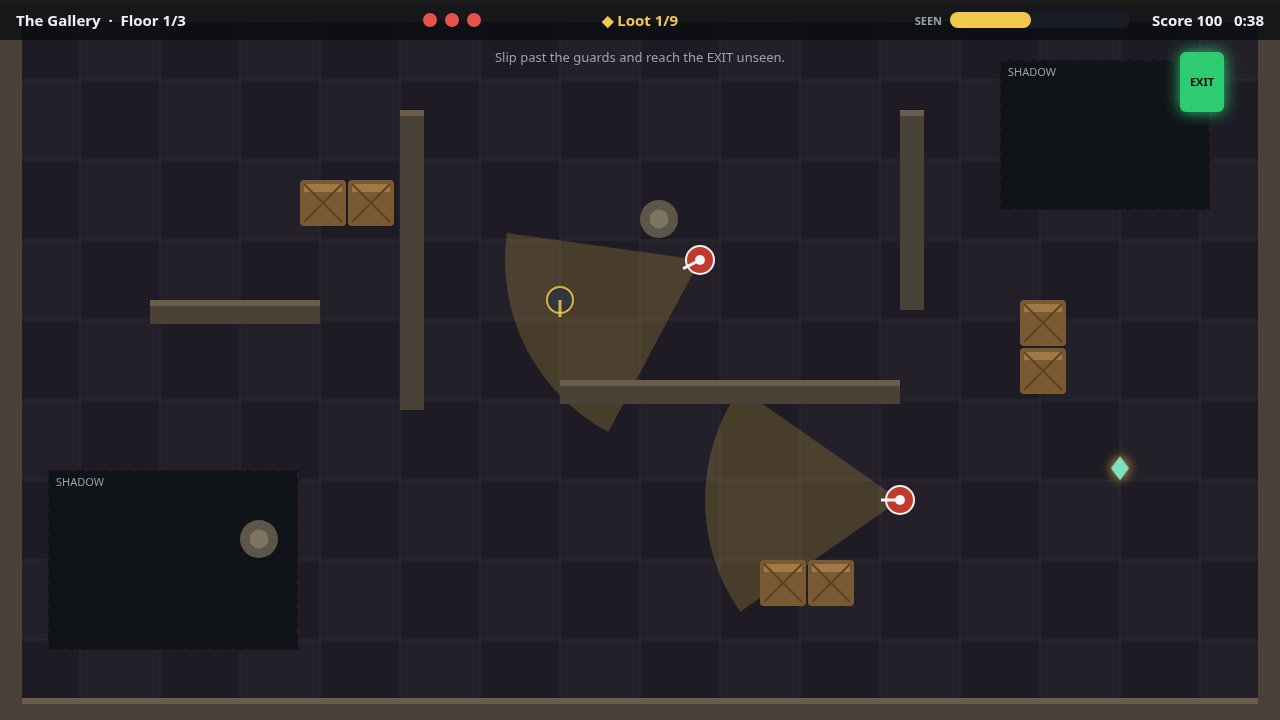 The Gallery · Floor 1/3
◆ Loot 1/9
SEEN
Score 100 0:38
Slip past the guards and reach the EXIT unseen.
SHADOW
EXIT
SHADOW